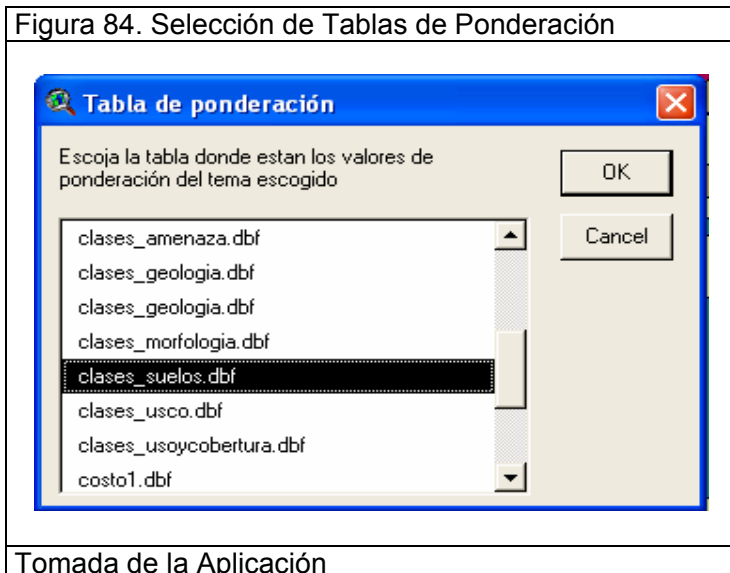 Figura 84. Selección de Tablas de Ponderación
Tabla de ponderación
Escoja la tabla donde estan los valores de
ponderación del tema escogido
OK
Cancel
clases_amenaza.dbf
clases_geologia.dbf
clases_geologia.dbf
clases_morfologia.dbf
clases_suelos.dbf
clases_usco.dbf
clases_usoycobertura.dbf
costo1.dbf
Tomada de la Aplicación